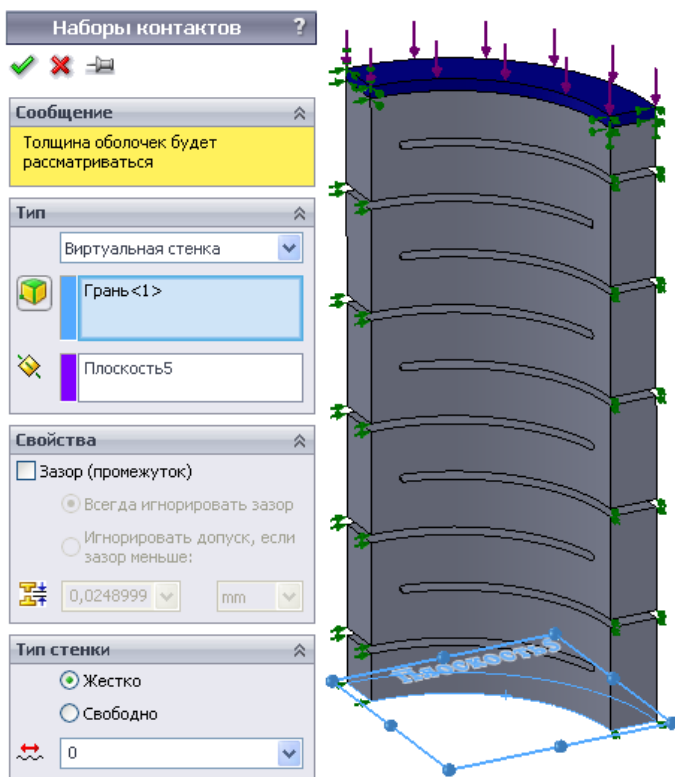 Наборы контактов ?
Сообщение
Толщина оболочек будет
рассматриваться
Тип
Виртуальная стенка
Грань<1>
Плоскость5
Свойства
Зазор (промежуток)
Всегда игнорировать зазор
Игнорировать допуск, если
зазор меньше:
0,0248999 mm
Тип стенки
Жестко
Свободно
0
Плоскость5